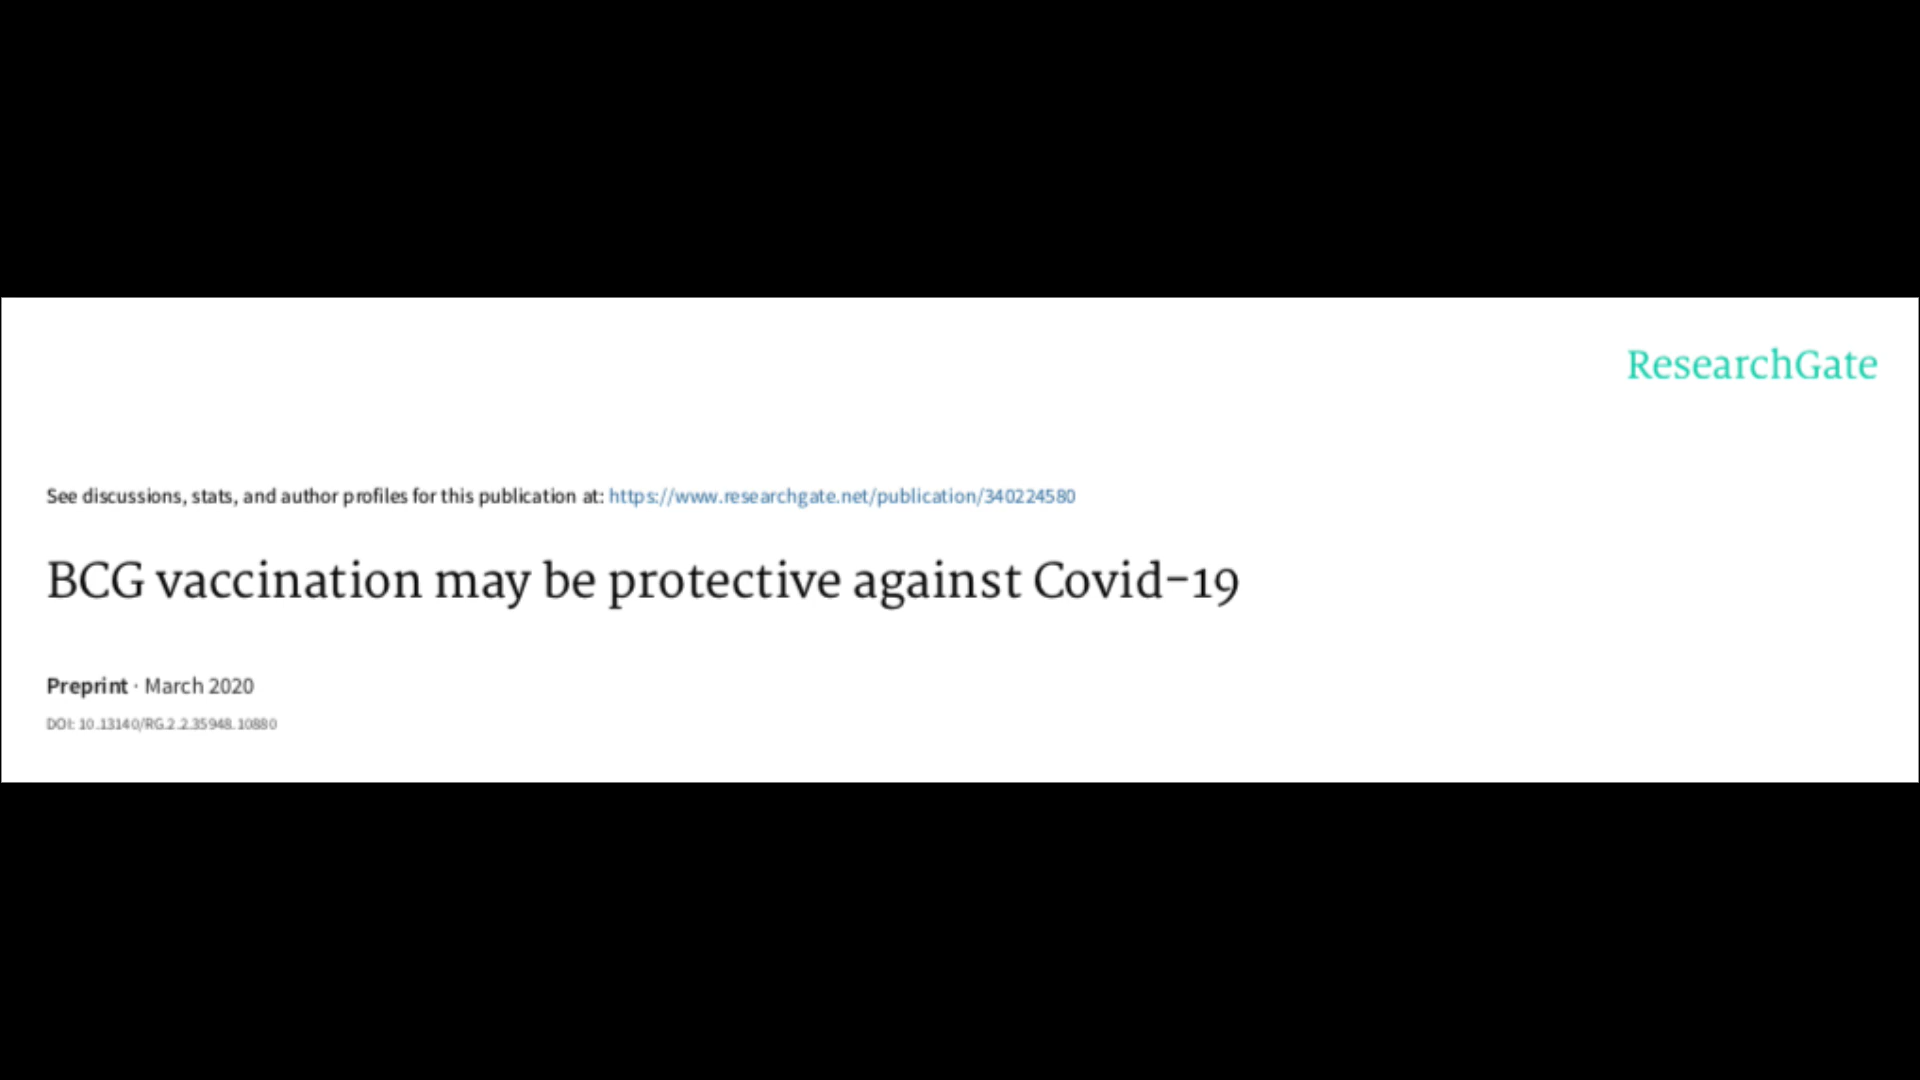 ResearchGate
See discussions, stats, and author profiles for this publication at: https://www.researchgate.net/publication/340224580
BCG vaccination may be protective against Covid-19
Preprint · March 2020
DOI: 10.13140/RG.2.2.35948.10880